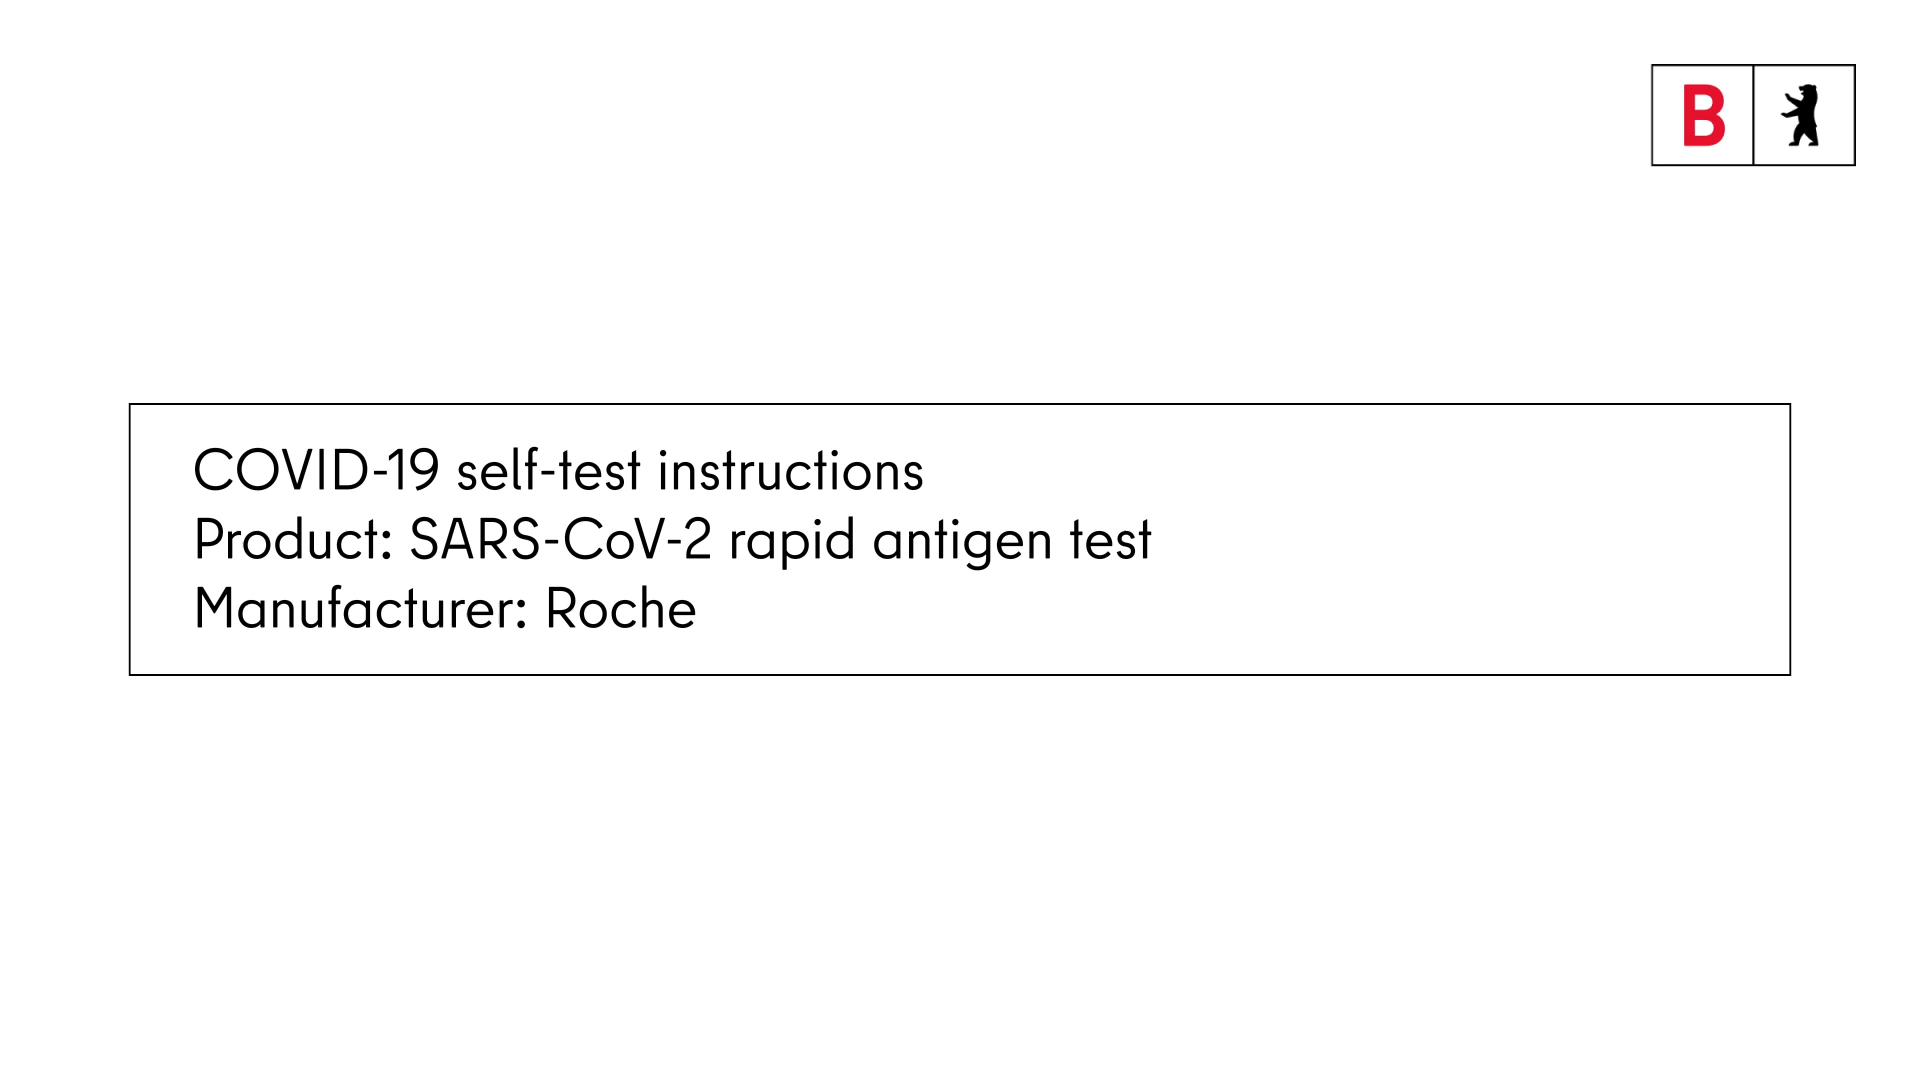 B
COVID-19 self-test instructions
Product: SARS-CoV-2 rapid antigen test
Manufacturer: Roche